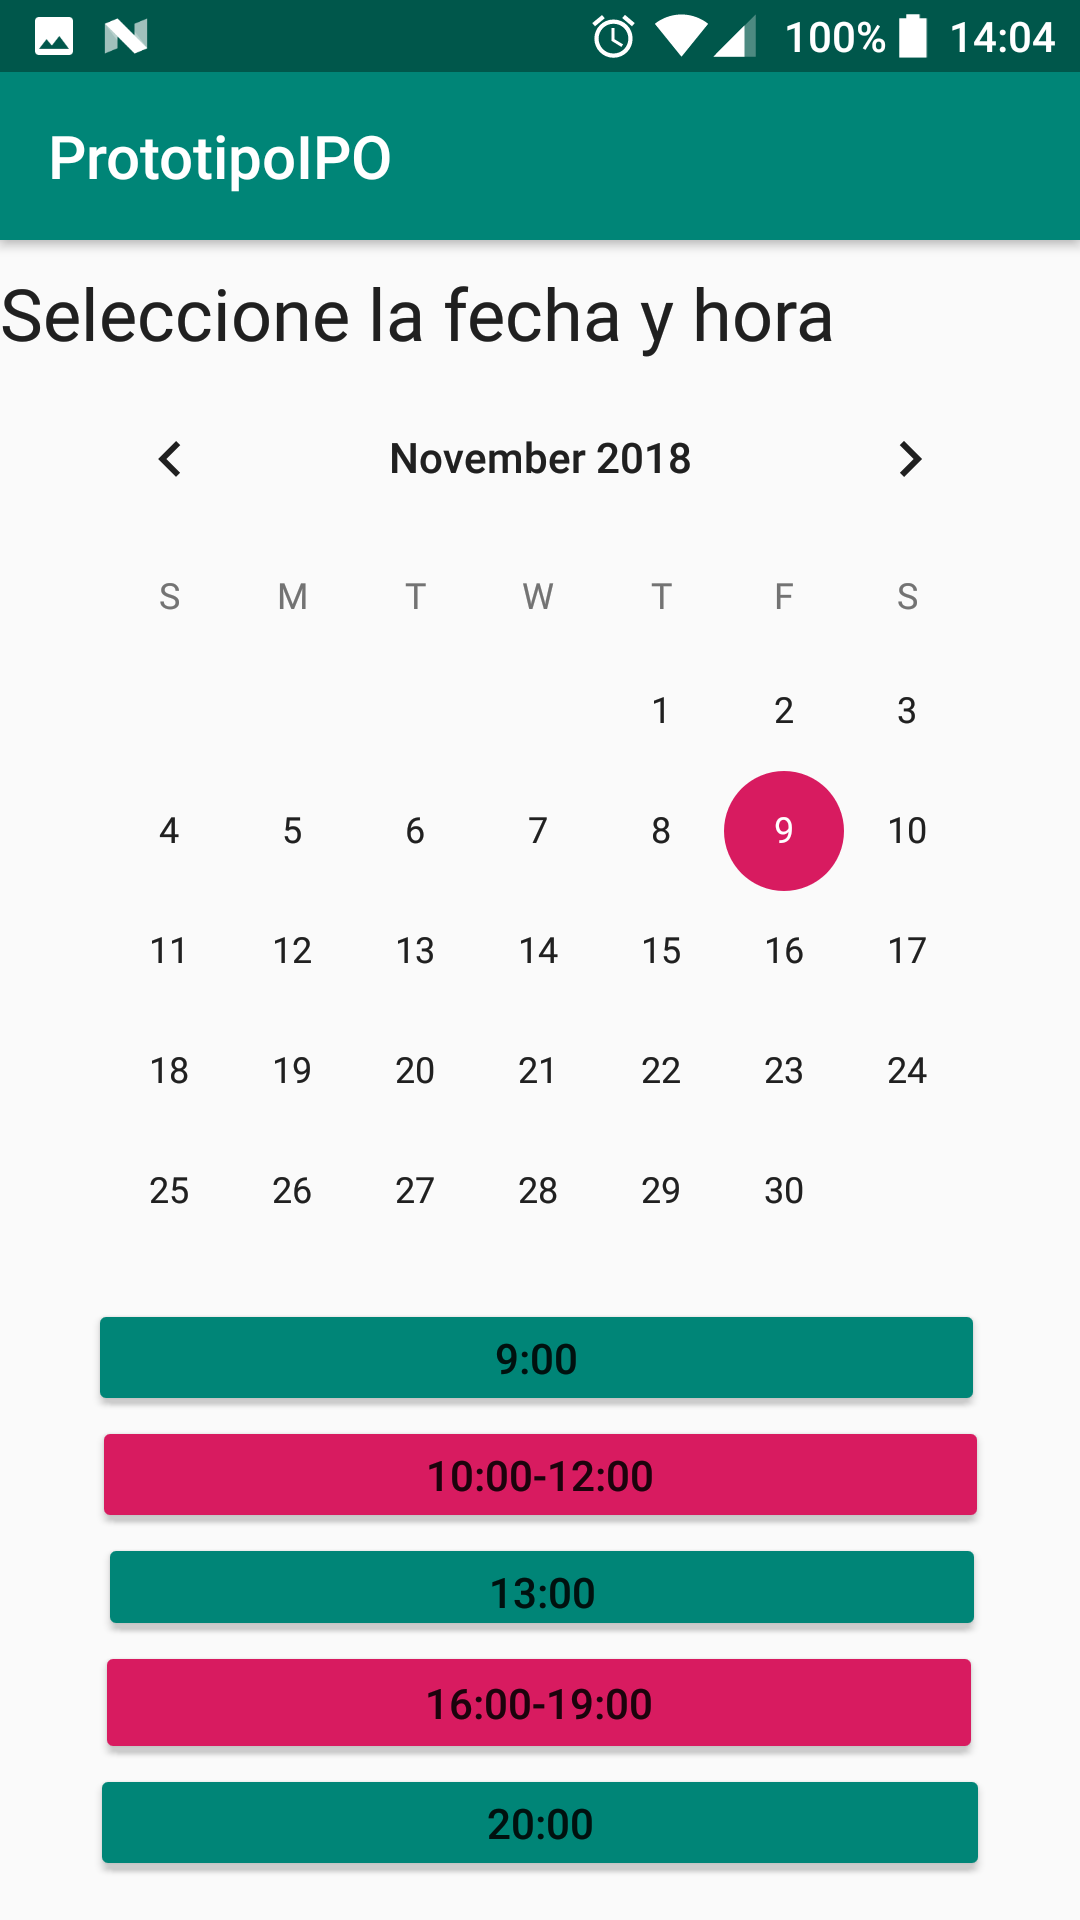 100% 14:04
PrototipoIPO
Seleccione la fecha y hora
November 2018
S M T W T F S
1 2 3
4 5 6 7 8 9 10
11 12 13 14 15 16 17
18 19 20 21 22 23 24
25 26 27 28 29 30
9:00
10:00-12:00
13:00
16:00-19:00
20:00